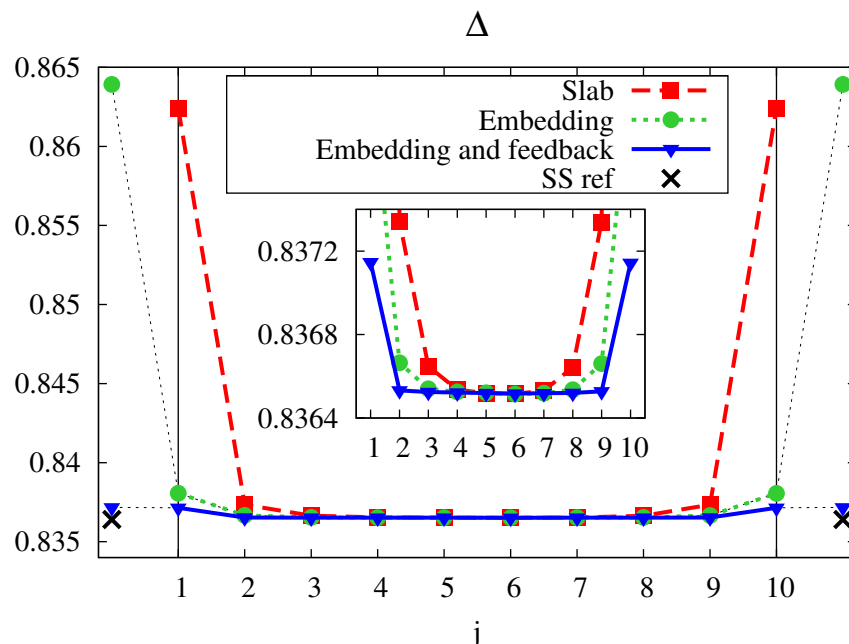 Δ
0.865
0.86
0.855
0.85
0.845
0.84
0.835
Slab
Embedding
Embedding and feedback
SS ref
0.8372
0.8368
0.8364
1 2 3 4 5 6 7 8 9 10
1 2 3 4 5 6 7 8 9 10
j